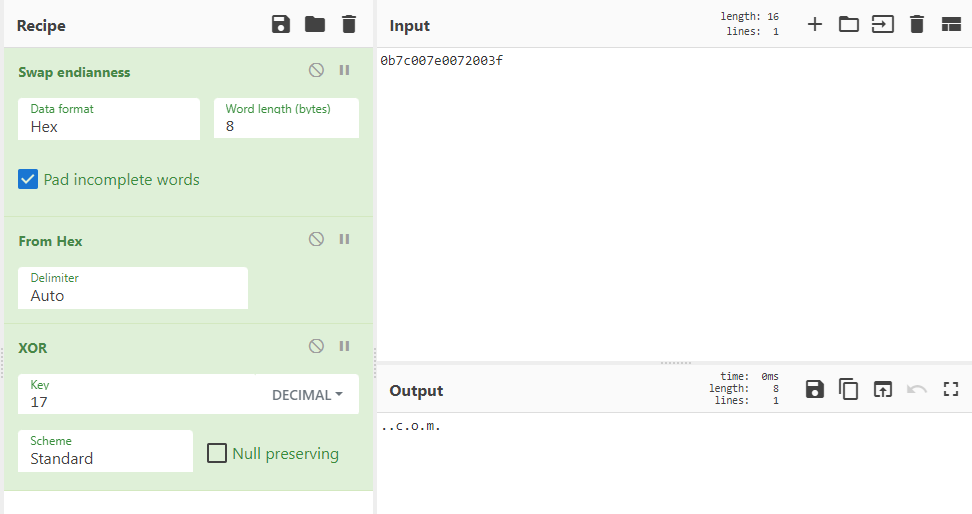 Recipe
Swap endianness
Data format
Hex
Word length (bytes)
8
Pad incomplete words
From Hex
Delimiter
Auto
XOR
Key
17
DECIMAL
Scheme
Standard
Null preserving
Input
length: 16
lines: 1
0b7c007e0072003f
Output
time: 0ms
length: 8
lines: 1
..c.o.m.